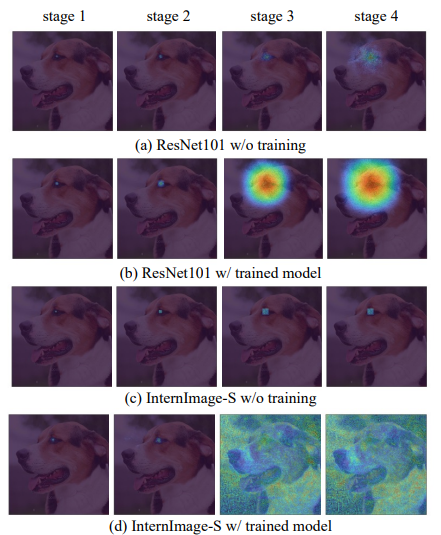 stage 1 stage 2 stage 3 stage 4
(a) ResNet101 w/o training
(b) ResNet101 w/ trained model
(c) InternImage-S w/o training
(d) InternImage-S w/ trained model